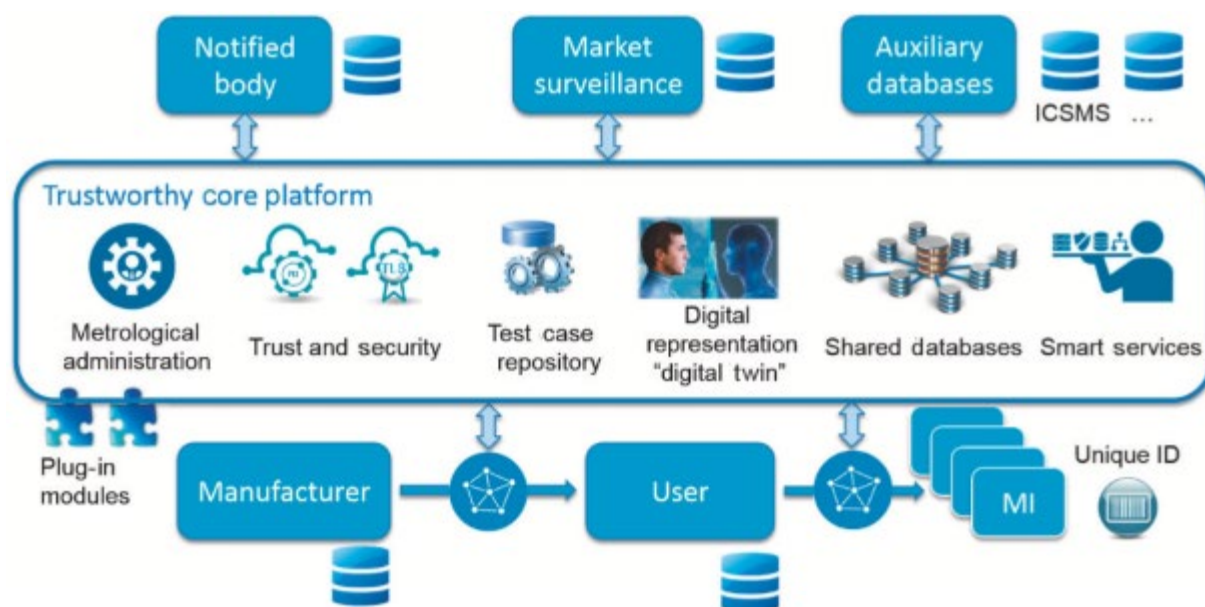 Notified
body
Market
surveillance
Auxiliary
databases
ICSMS ...
Trustworthy core platform
TLS
Metrological
administration
Trust and security
Test case
repository
Digital
representation
“digital twin”
Shared databases
Smart services
Plug-in
modules
Manufacturer
User
MI
Unique ID